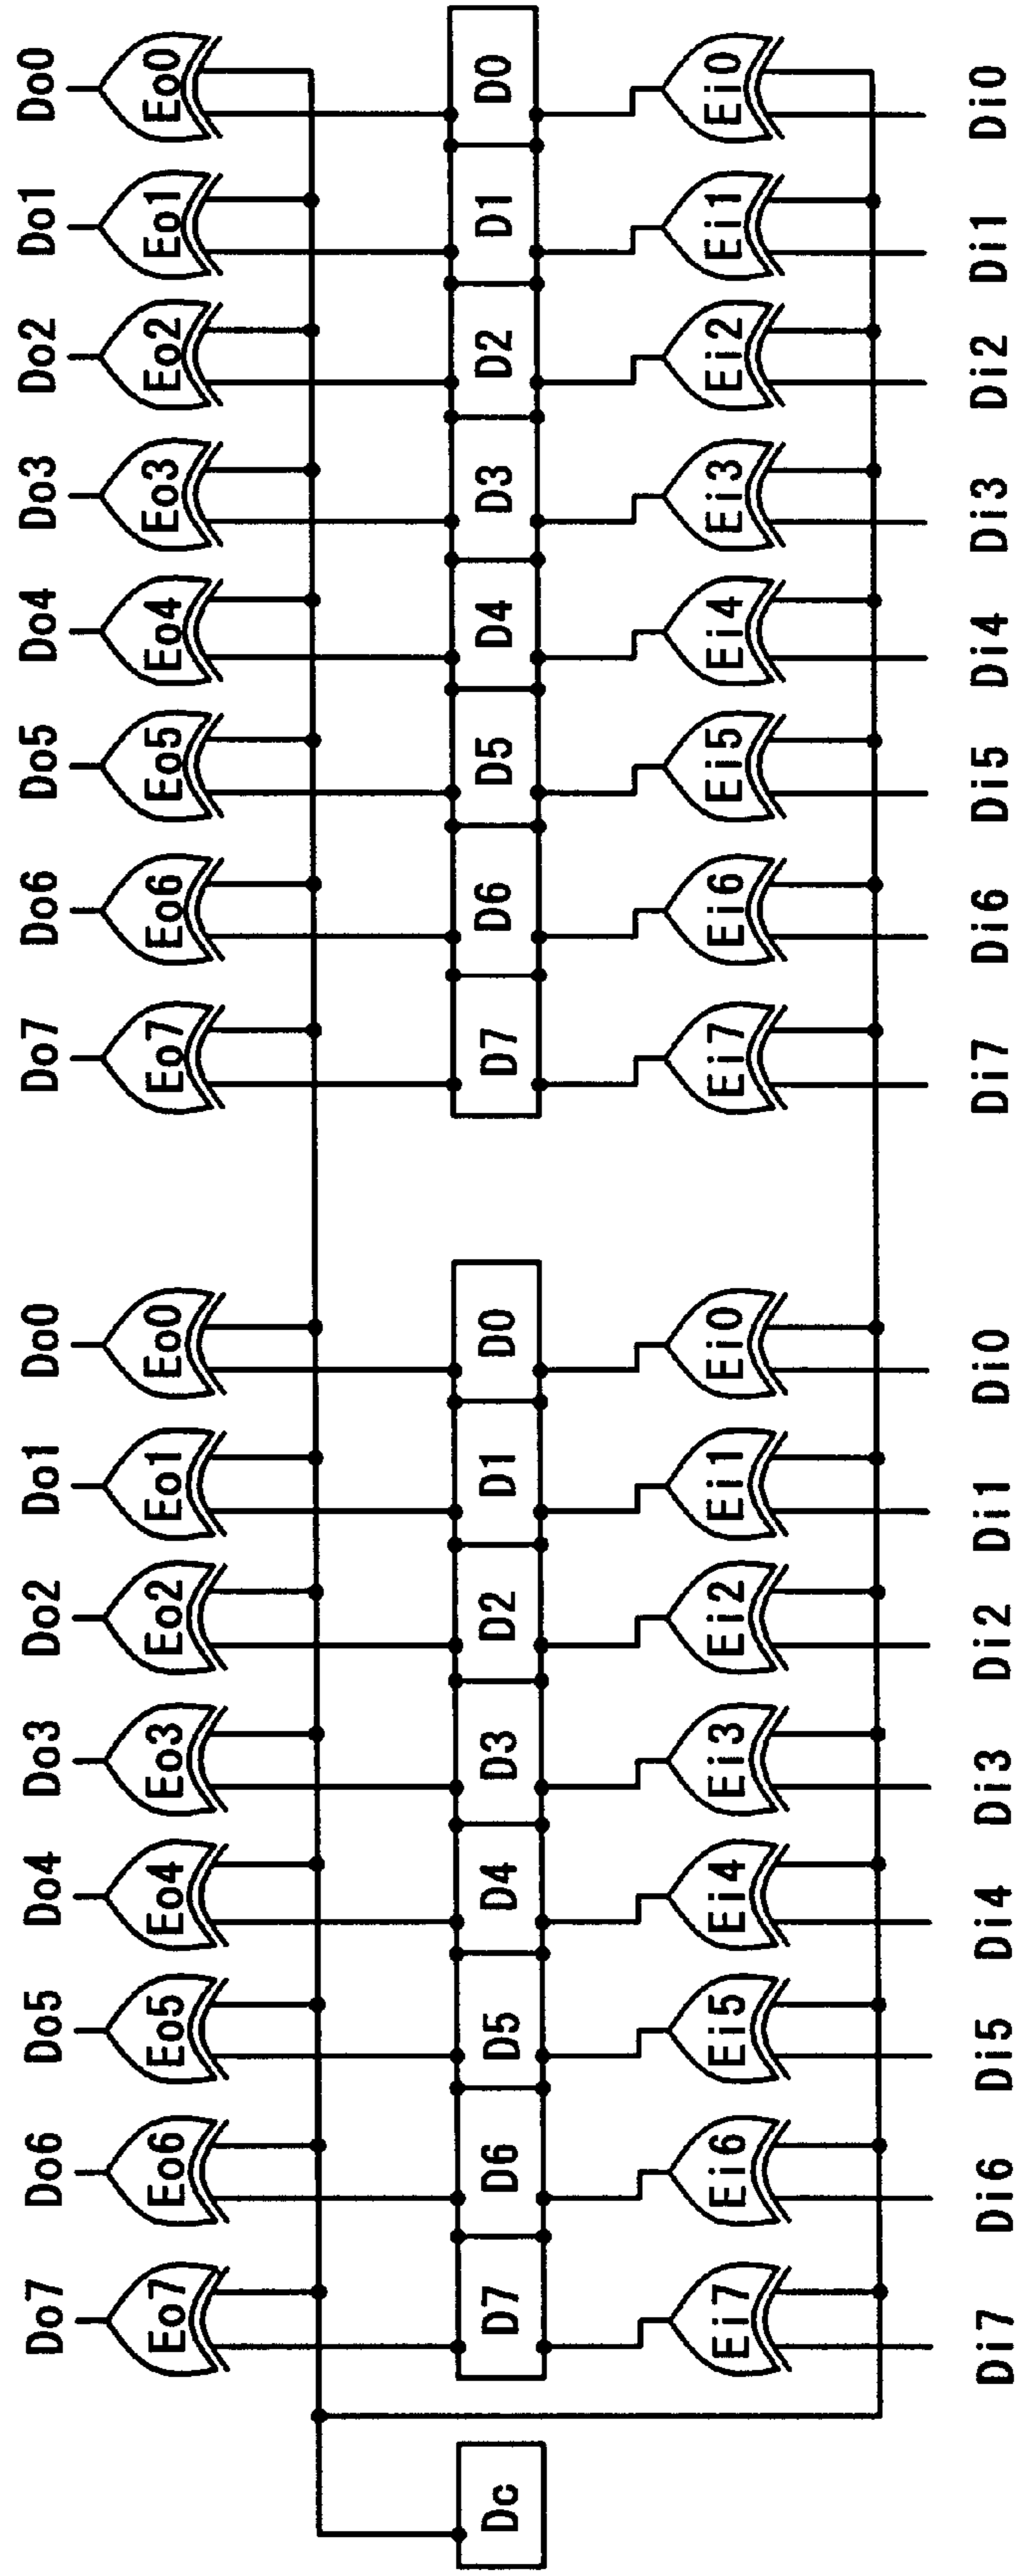 Do7 Do6 Do5 Do4 Do3 Do2 Do1 Do0 Do7 Do6 Do5 Do4 Do3 Do2 Do1 Do0
Eo7 Eo6 Eo5 Eo4 Eo3 Eo2 Eo1 Eo0 Eo7 Eo6 Eo5 Eo4 Eo3 Eo2 Eo1 Eo0
Dc D7 D6 D5 D4 D3 D2 D1 D0 D7 D6 D5 D4 D3 D2 D1 D0
Ei7 Ei6 Ei5 Ei4 Ei3 Ei2 Ei1 Ei0 Ei7 Ei6 Ei5 Ei4 Ei3 Ei2 Ei1 Ei0
Di7 Di6 Di5 Di4 Di3 Di2 Di1 Di0 Di7 Di6 Di5 Di4 Di3 Di2 Di1 Di0